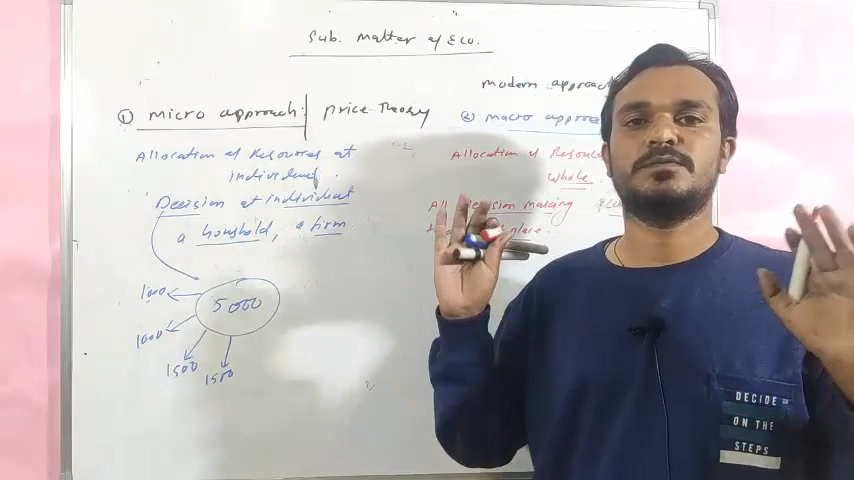 Sub. Matter of Eco.
Modern approach
① micro approach: Price Theory
② macro approa
Allocation of Resources at
individual.
Decision at individual
a household, a firm
Allocation of Resourc
whole.
All decision making
place.
5000
1000
1000
1500
1500
DECIDE
ON THE
STEPS